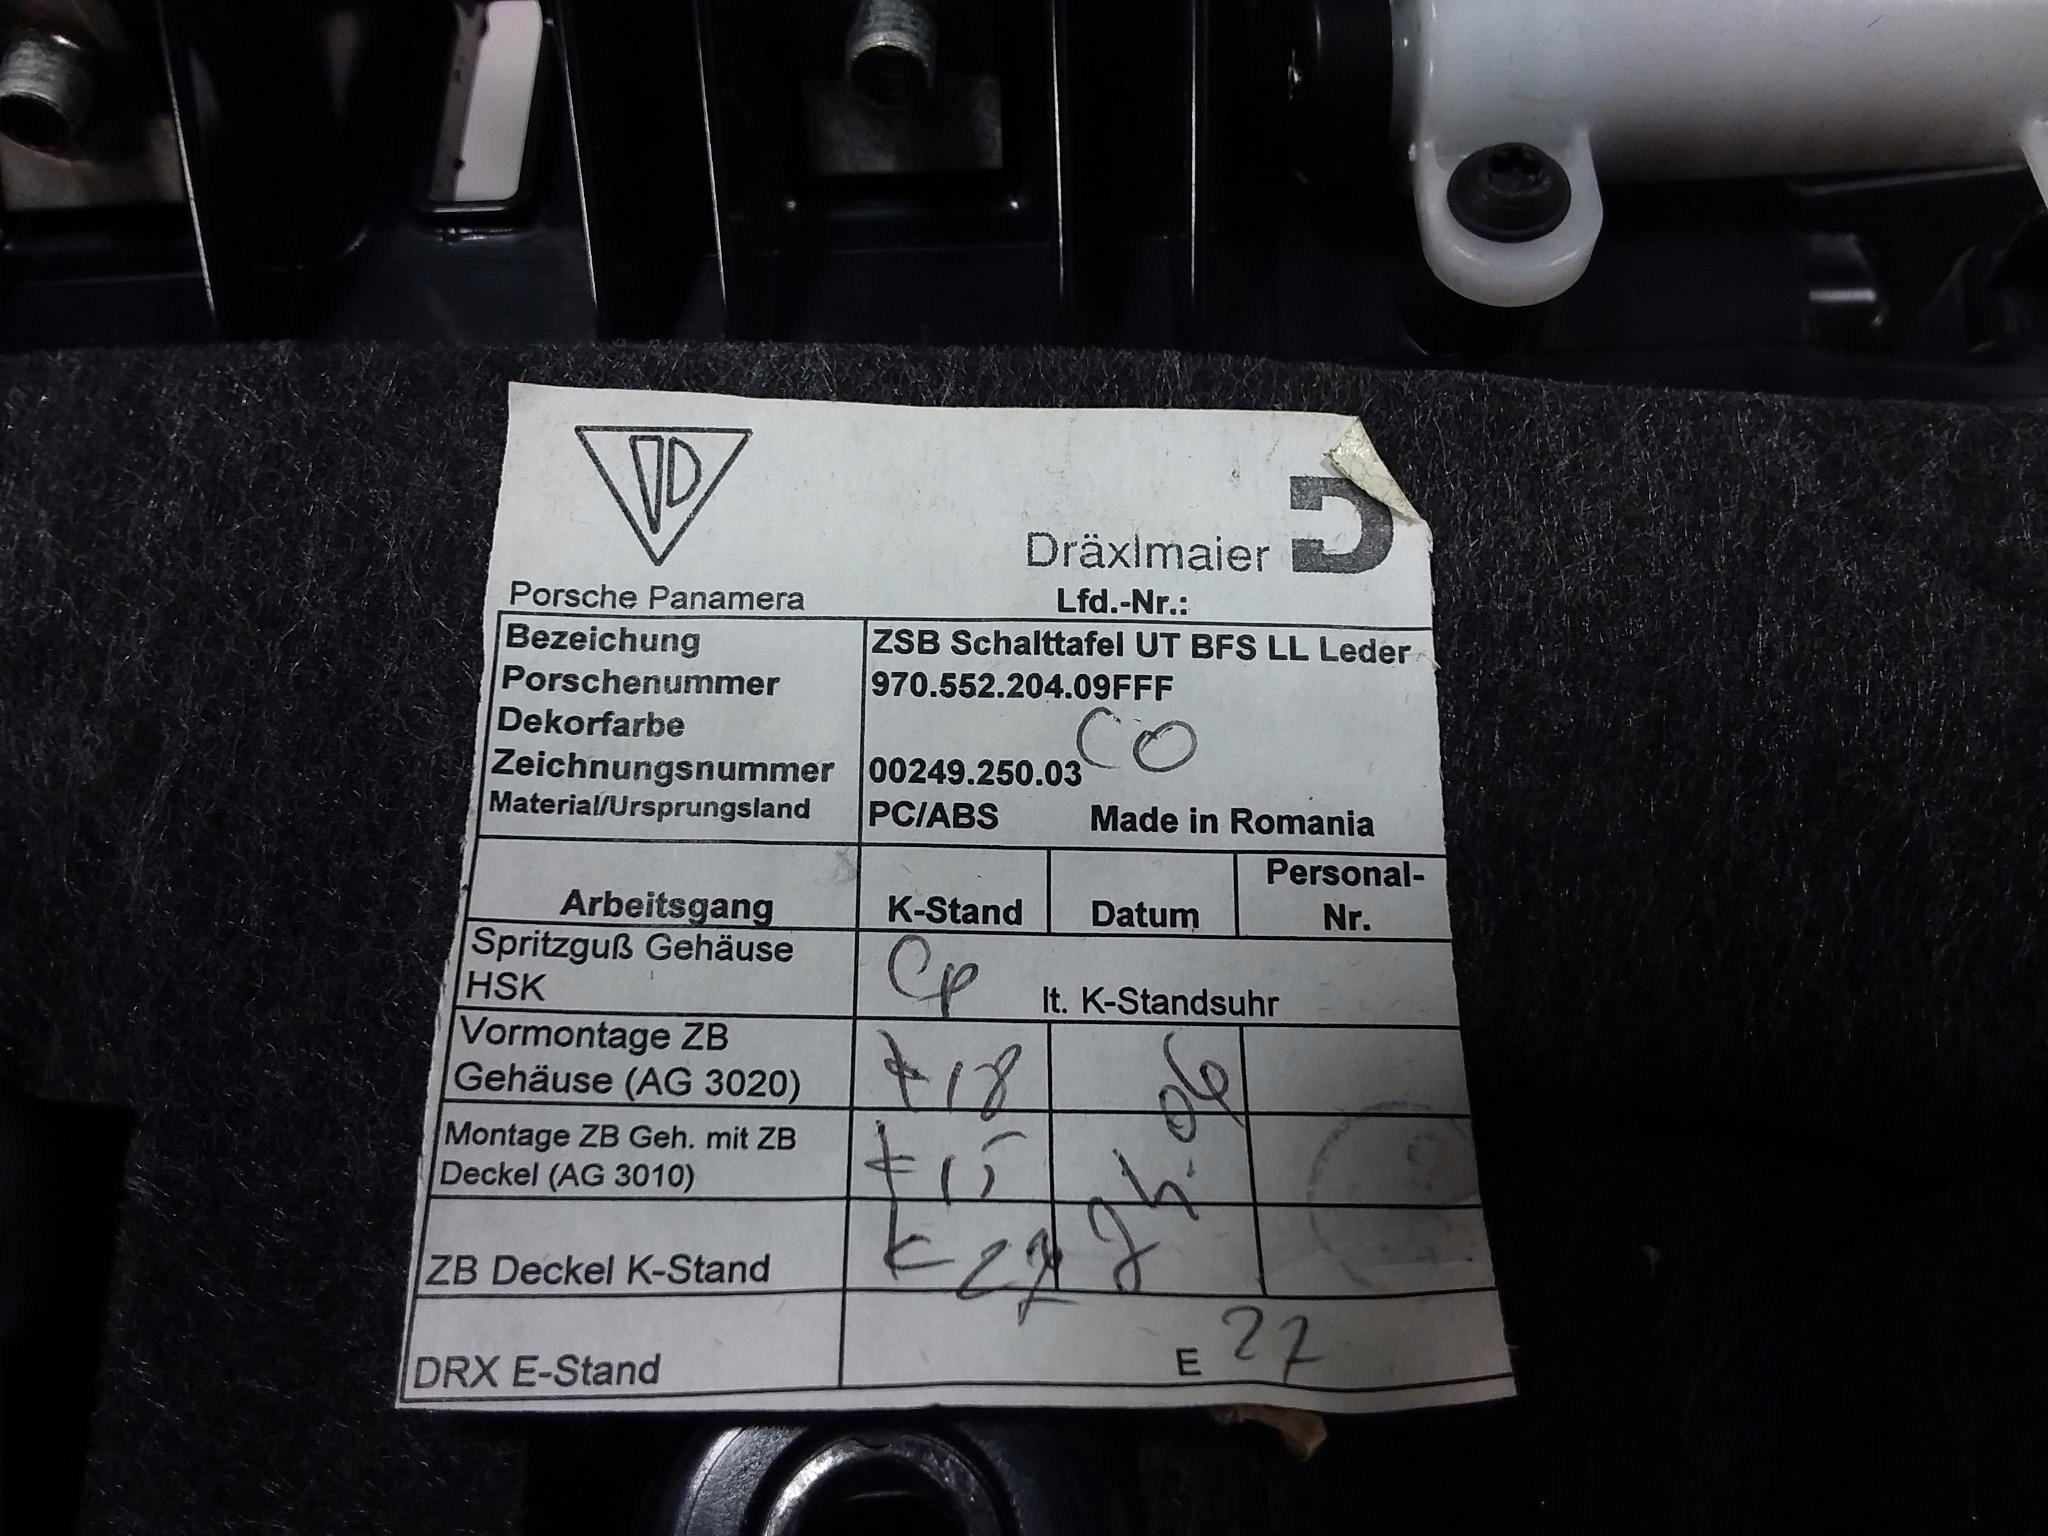 Dräxlmaier D
Porsche Panamera Lfd.-Nr.:
Bezeichung ZSB Schalttafel UT BFS LL Leder
Porschenummer 970.552.204.09FFF
Dekorfarbe CO
Zeichnungsnummer 00249.250.03
Material/Ursprungsland PC/ABS Made in Romania
Arbeitsgang K-Stand Datum Personal-
Nr.
Spritzguß Gehäuse
HSK lt. K-Standsuhr
Vormontage ZB
Gehäuse (AG 3020) 18
Montage ZB Geh. mit ZB
Deckel (AG 3010) 15
ZB Deckel K-Stand K 27
DRX E-Stand E 27